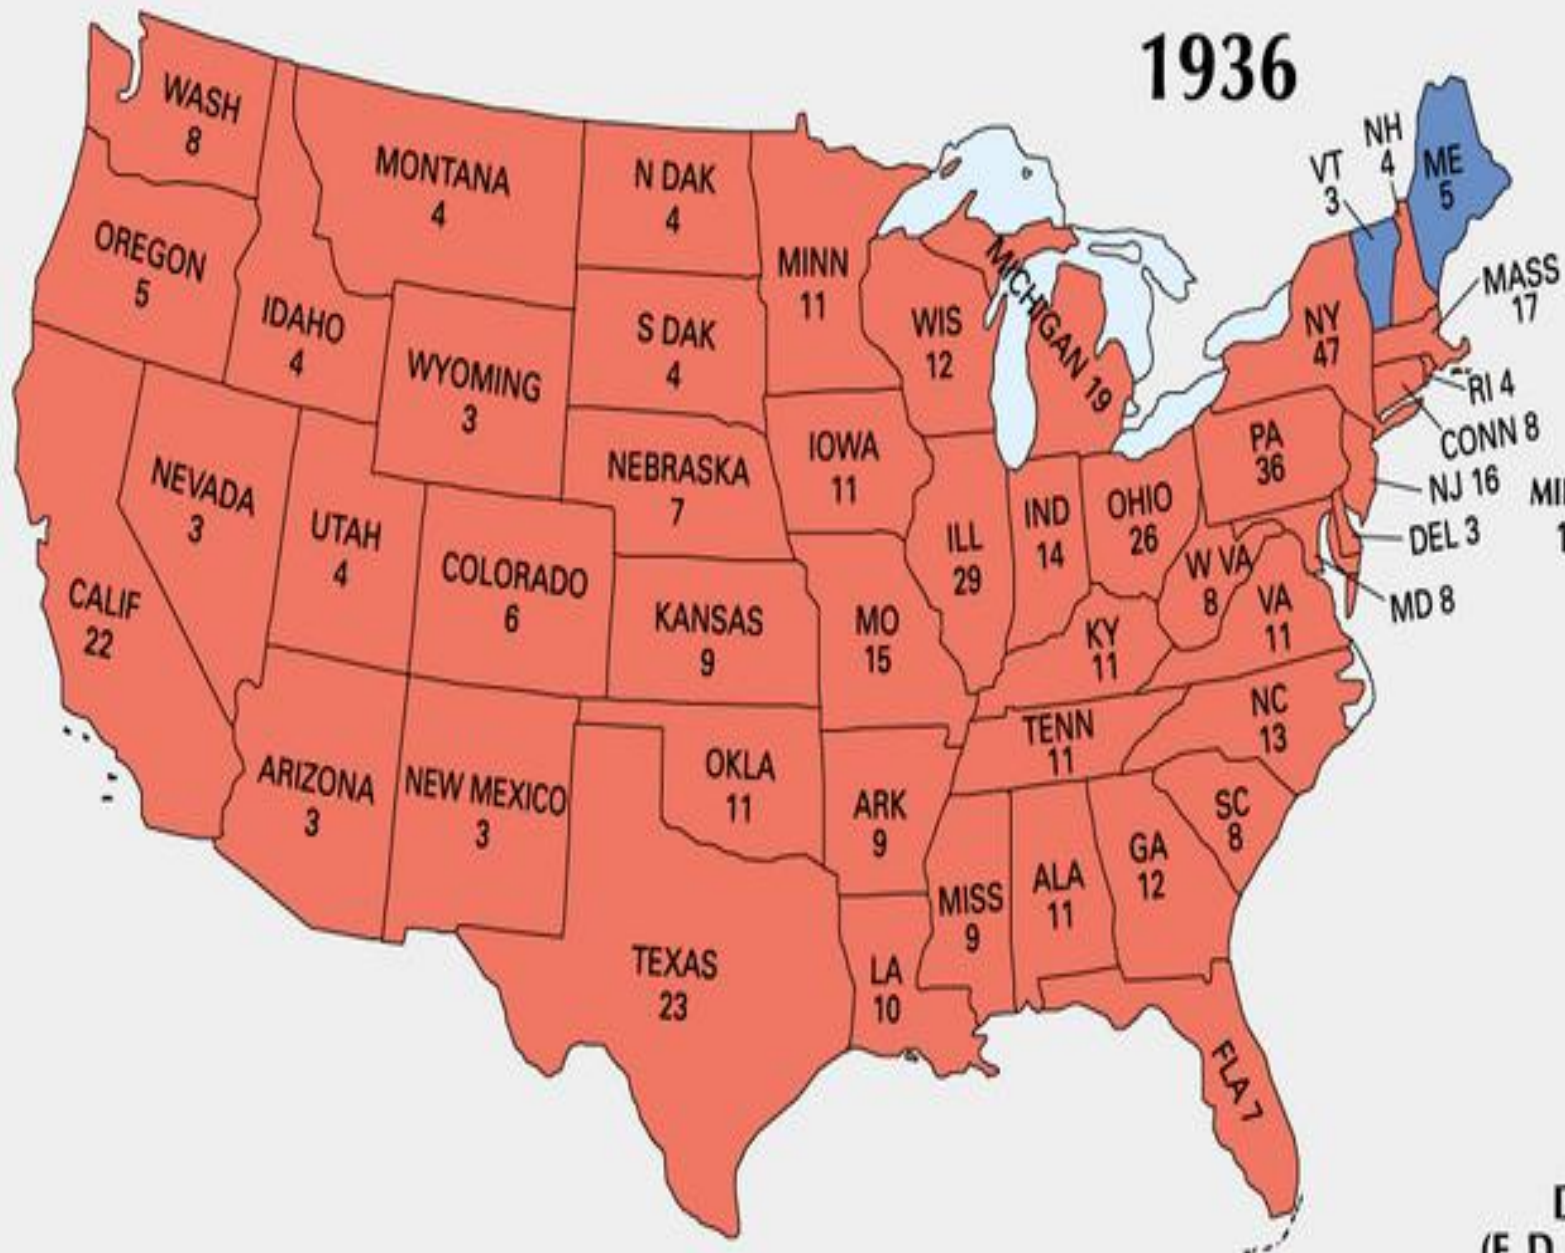 1936
WASH
8
MONTANA
4
N DAK
4
MINN
11
OREGON
5
IDAHO
4
WYOMING
3
S DAK
4
WIS
12
MICHIGAN 19
VT
3
NH
4
ME
5
MASS
17
NY
47
RI 4
CONN 8
NJ 16
PA
36
DEL 3
MD 8
NEVADA
3
UTAH
4
COLORADO
6
NEBRASKA
7
IOWA
11
ILL
29
IND
14
OHIO
26
W VA
8
VA
11
CALIF
22
KANSAS
9
MO
15
KY
11
ARIZONA
3
NEW MEXICO
3
OKLA
11
ARK
9
TENN
11
NC
13
SC
8
TEXAS
23
LA
10
MISS
9
ALA
11
GA
12
FLA 7